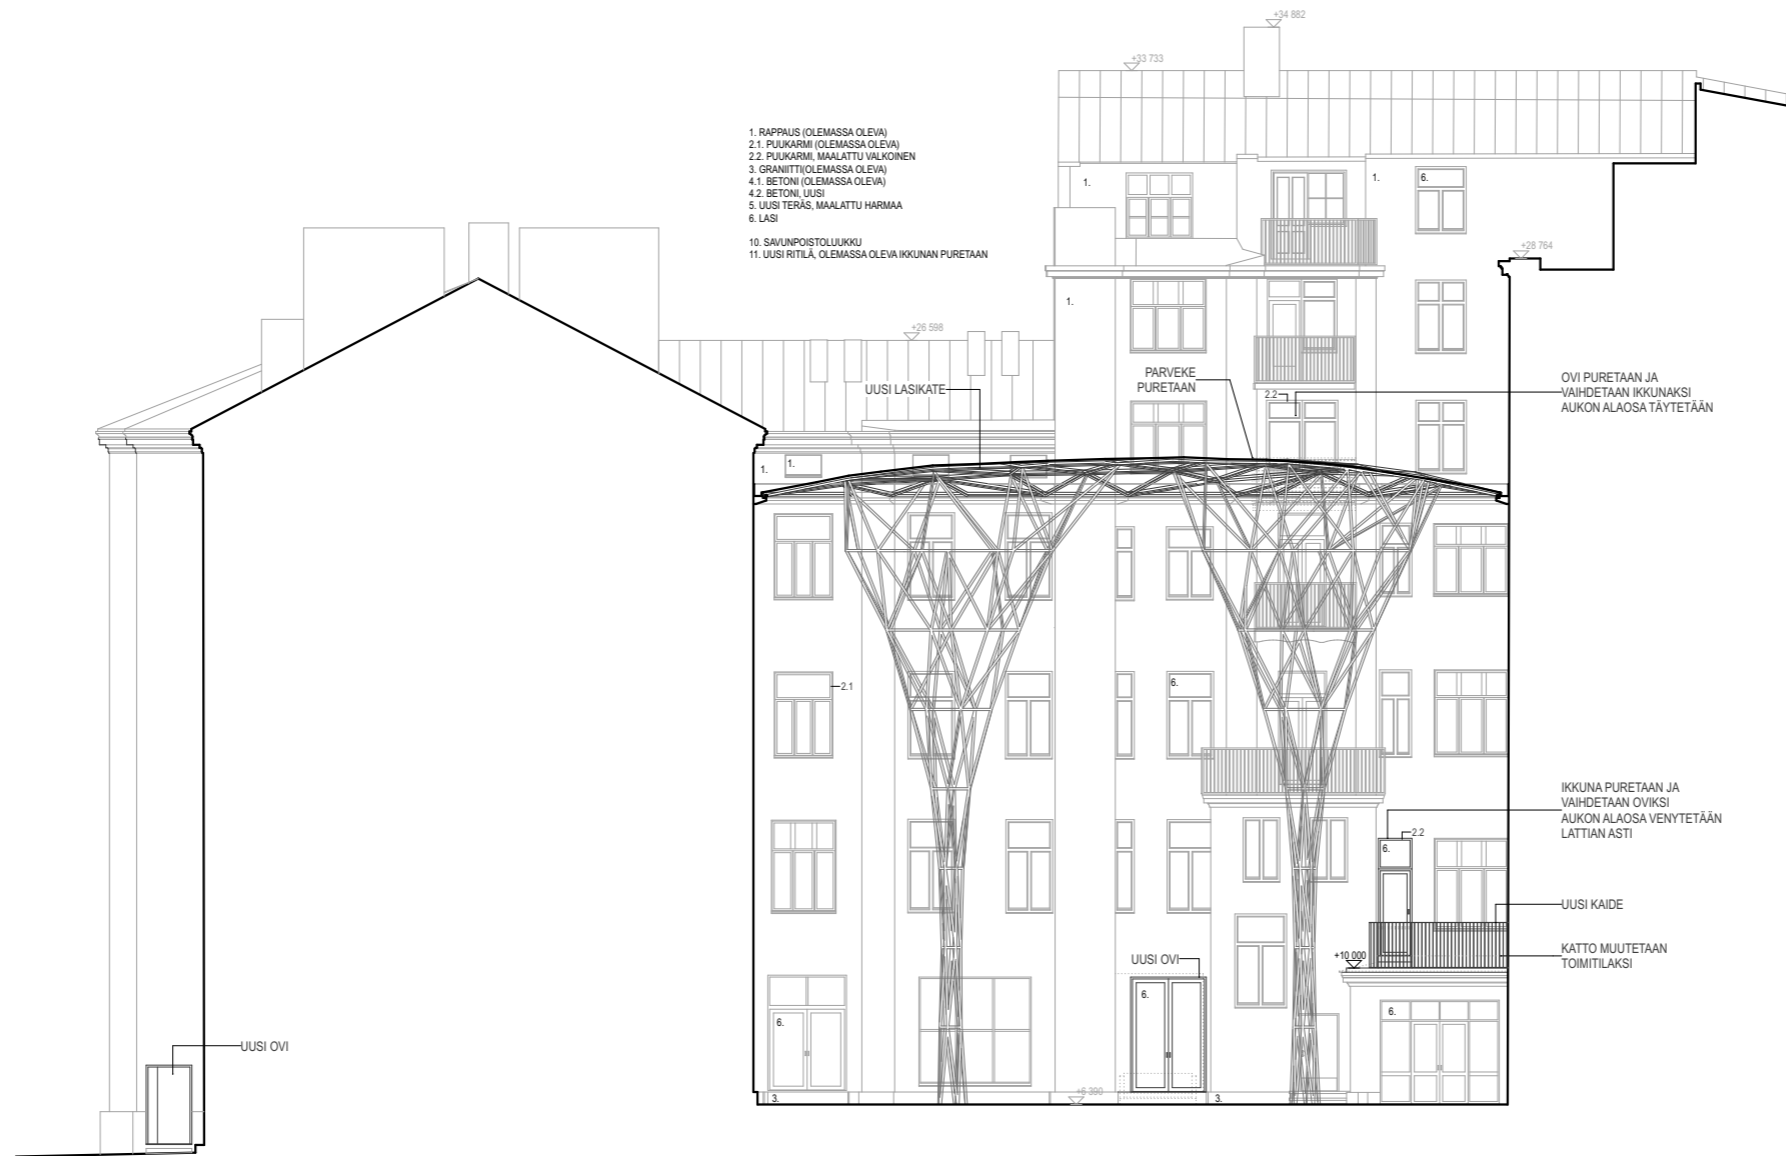 +34 882
+33 733
1. RAPPAUS (OLEMASSA OLEVA)
2.1. PUUKARMI (OLEMASSA OLEVA)
2.2. PUUKARMI, MAALATTU VALKOINEN
3. GRANIITTI(OLEMASSA OLEVA)
4.1. BETONI (OLEMASSA OLEVA)
4.2. BETONI, UUSI
5. UUSI TERÄS, MAALATTU HARMAA
6. LASI
10. SAVUNPOISTOLUUKKU
11. UUSI RITILÄ, OLEMASSA OLEVA IKKUNAN PURETAAN
1.
1.
6.
+28 764
1.
+26 598
UUSI LASIKATE
PARVEKE
PURETAAN
2.2
OVI PURETAAN JA
VAIHDETAAN IKKUNAKSI
AUKON ALAOSA TÄYTETÄÄN
1.
1.
2.1
6.
IKKUNA PURETAAN JA
VAIHDETAAN OVIKSI
AUKON ALAOSA VENYTETÄÄN
LATTIAN ASTI
2.2
6.
UUSI KAIDE
KATTO MUUTETAAN
TOIMITILAKSI
+10 000
UUSI OVI
6.
6.
6.
UUSI OVI
3.
+6 390
3.